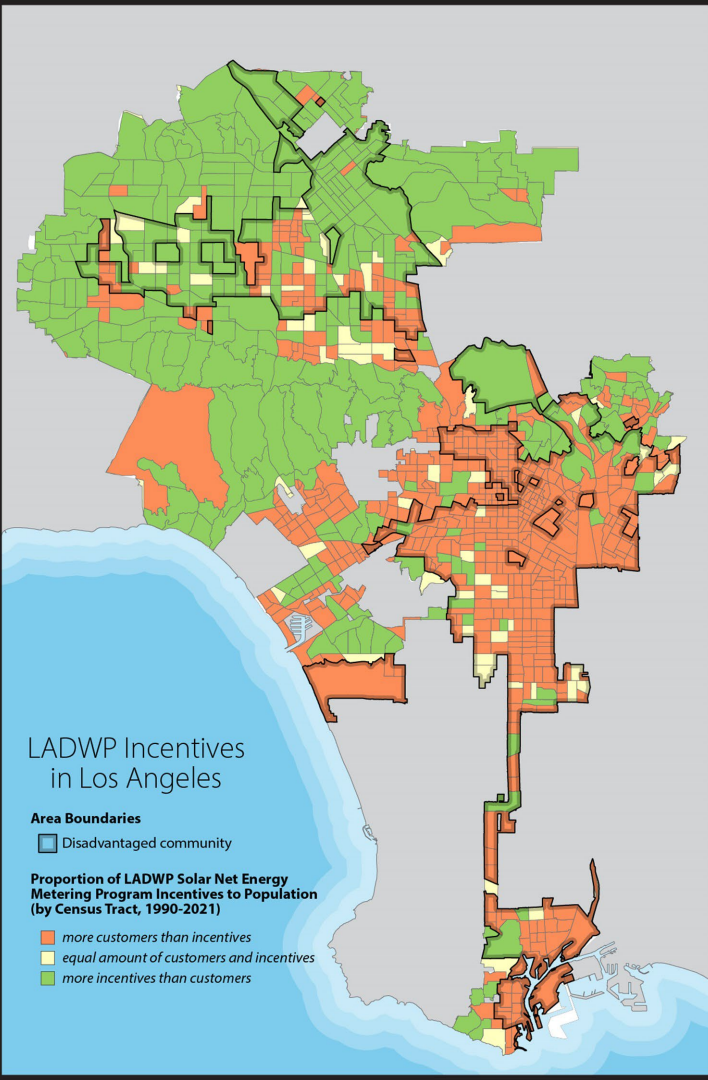 LADWP Incentives
in Los Angeles
Area Boundaries
Disadvantaged community
Proportion of LADWP Solar Net Energy
Metering Program Incentives to Population
(by Census Tract, 1990-2021)
more customers than incentives
equal amount of customers and incentives
more incentives than customers